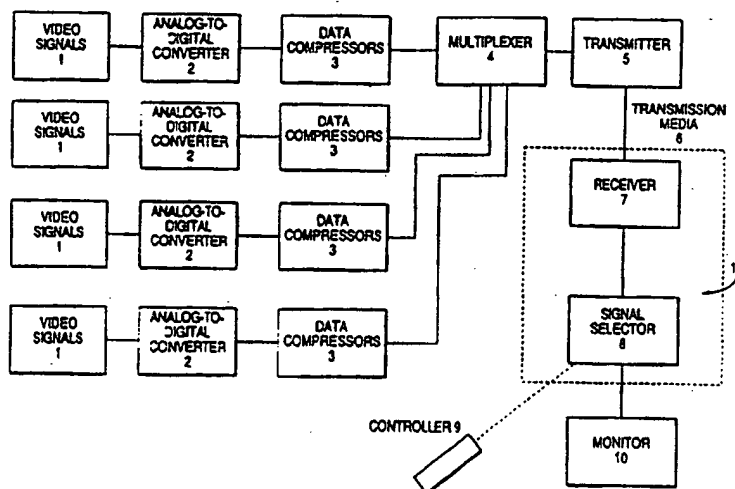 VIDEO
SIGNALS
1
ANALOG-TO-
DIGITAL
CONVERTER
2
DATA
COMPRESSORS
3
MULTIPLEXER
4
TRANSMITTER
5
VIDEO
SIGNALS
1
ANALOG-TO-
DIGITAL
CONVERTER
2
DATA
COMPRESSORS
3
TRANSMISSION
MEDIA
6
VIDEO
SIGNALS
1
ANALOG-TO-
DIGITAL
CONVERTER
2
DATA
COMPRESSORS
3
RECEIVER
7
VIDEO
SIGNALS
1
ANALOG-TO-
DIGITAL
CONVERTER
2
DATA
COMPRESSORS
3
SIGNAL
SELECTOR
8
CONTROLLER 9
MONITOR
10